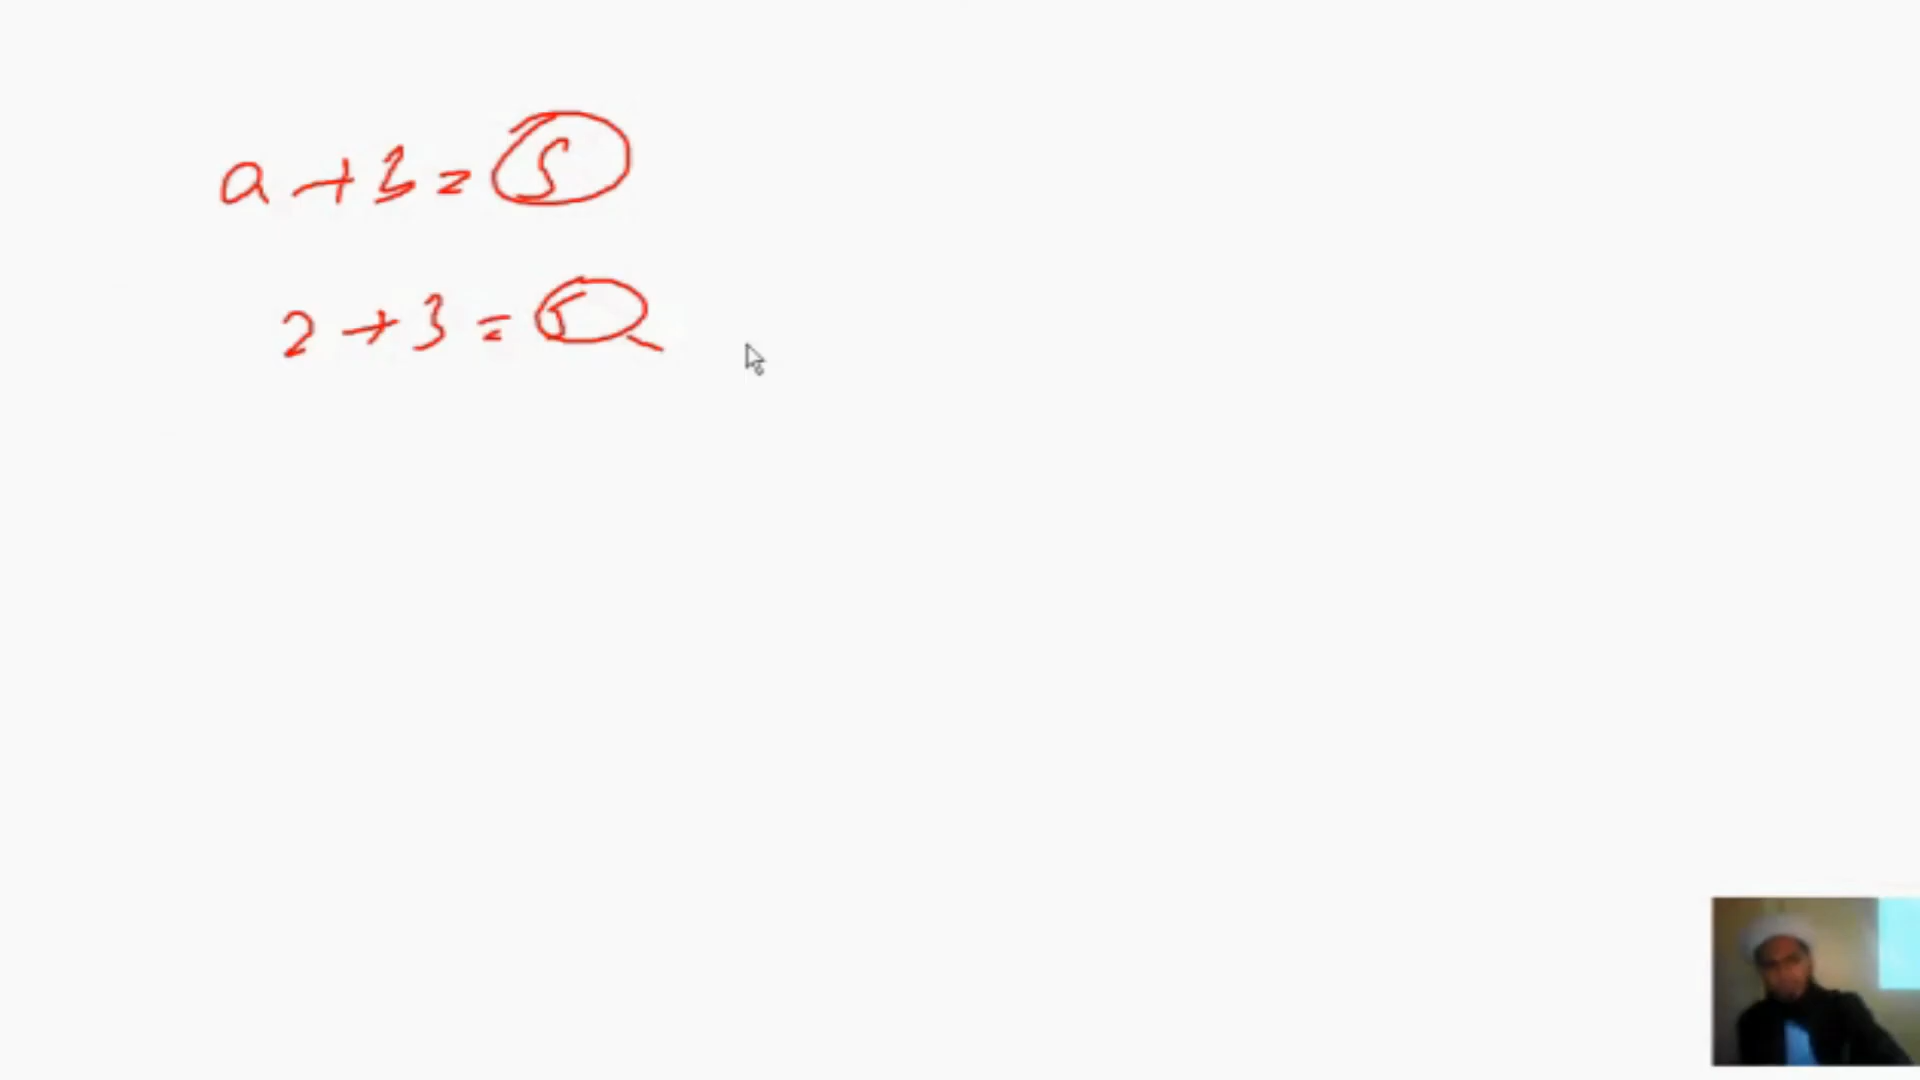 a + 3 = 5
2 + 3 = 5